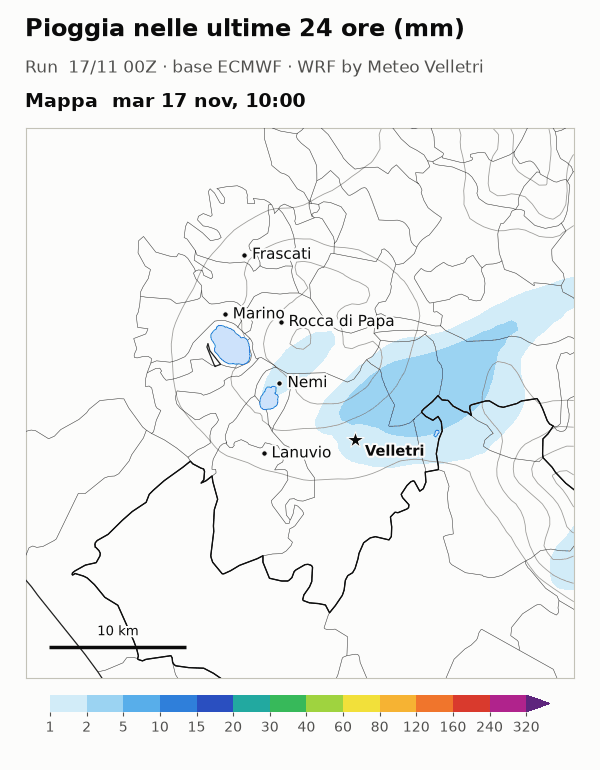 Pioggia nelle ultime 24 ore (mm)
Run  17/11 00Z · base ECMWF · WRF by Meteo Velletri
Mappa  mar 17 nov, 10:00
Frascati
Marino
Rocca di Papa
Nemi
Velletri
Lanuvio
10 km
1 2 5 10 15 20 30 40 60 80 120 160 240 320